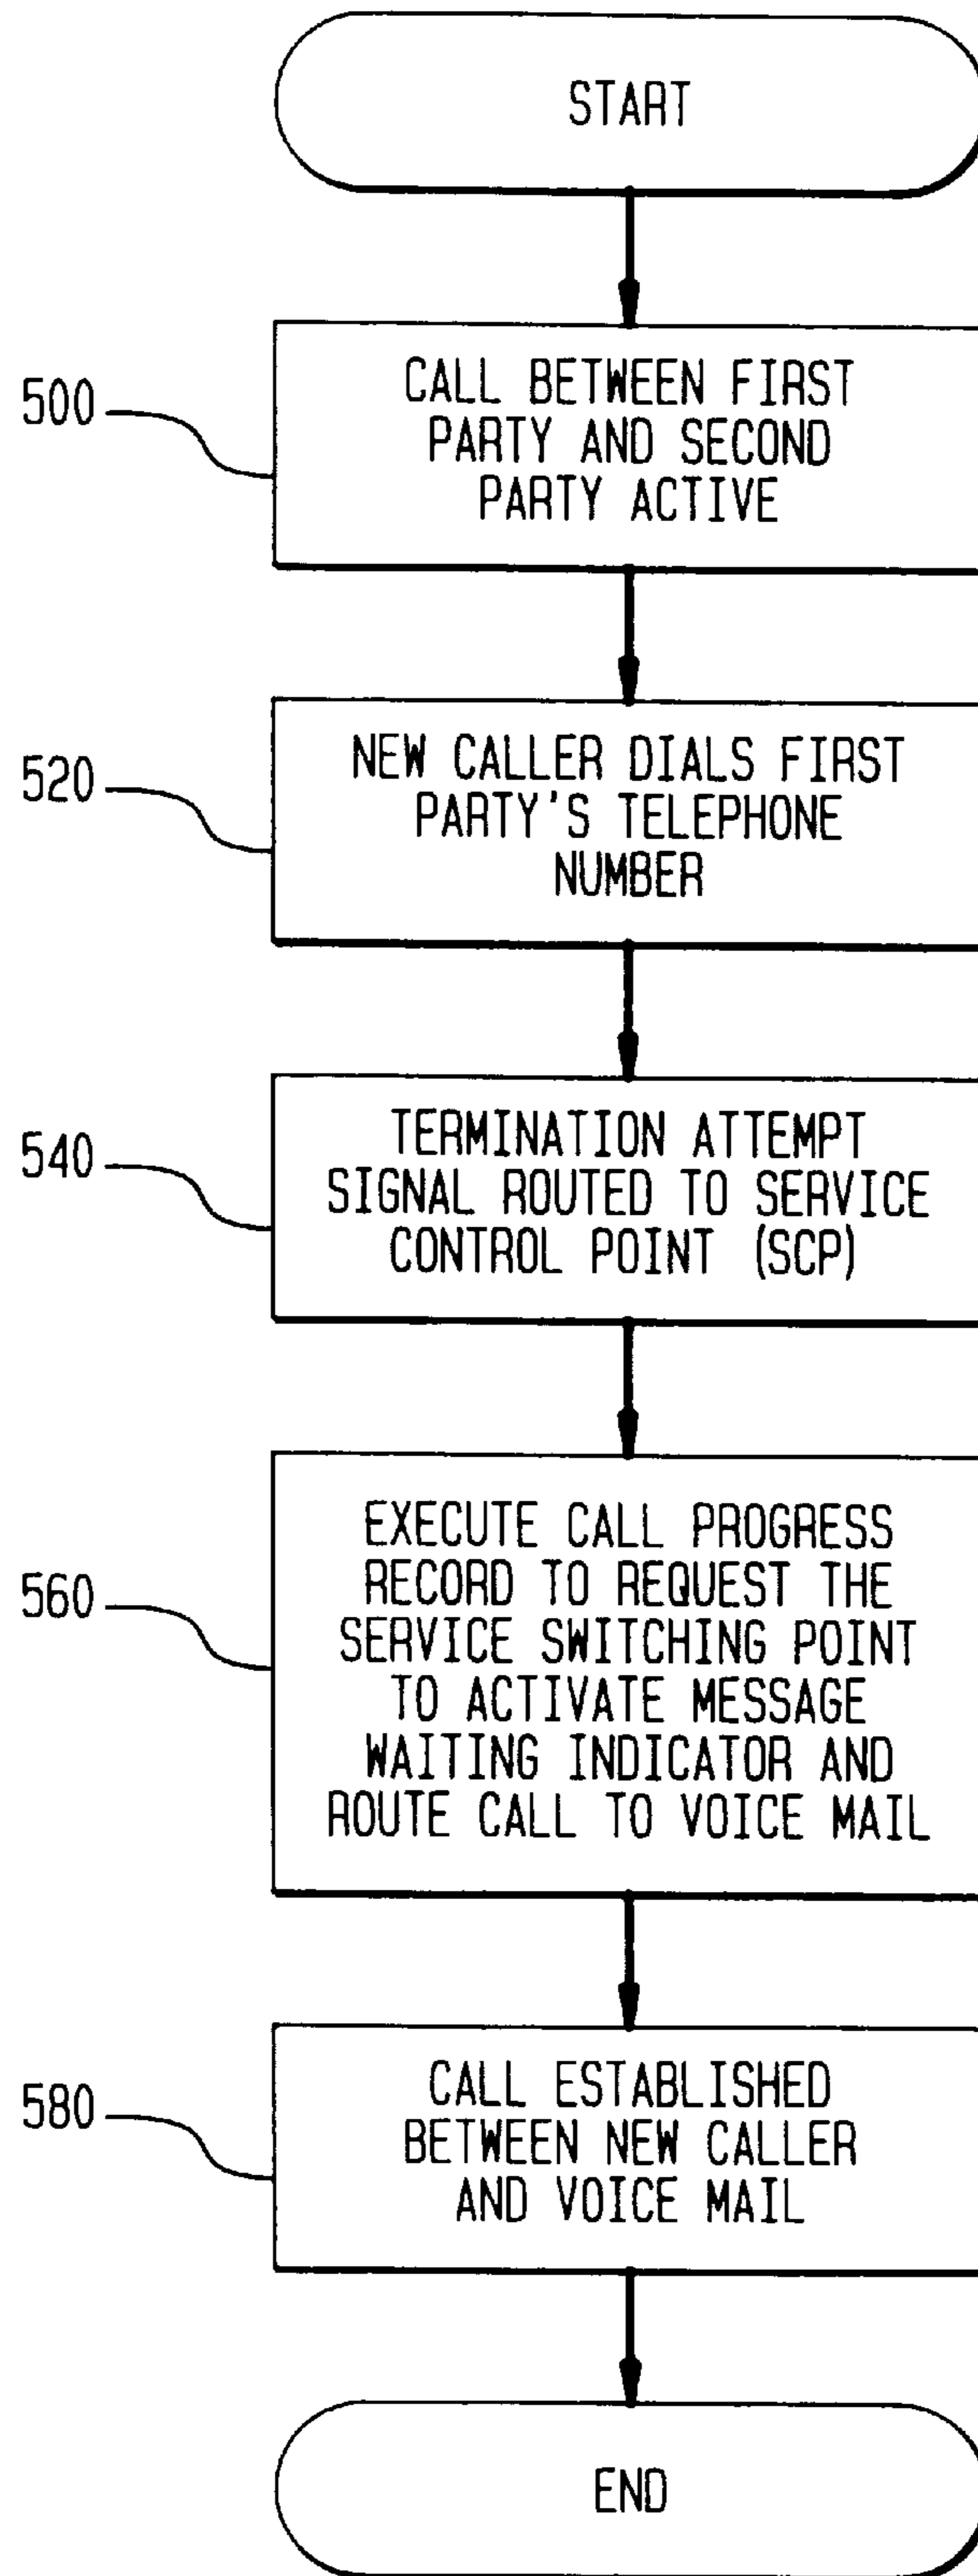 START
500
CALL BETWEEN FIRST
PARTY AND SECOND
PARTY ACTIVE
520
NEW CALLER DIALS FIRST
PARTY'S TELEPHONE
NUMBER
540
TERMINATION ATTEMPT
SIGNAL ROUTED TO SERVICE
CONTROL POINT (SCP)
560
EXECUTE CALL PROGRESS
RECORD TO REQUEST THE
SERVICE SWITCHING POINT
TO ACTIVATE MESSAGE
WAITING INDICATOR AND
ROUTE CALL TO VOICE MAIL
580
CALL ESTABLISHED
BETWEEN NEW CALLER
AND VOICE MAIL
END